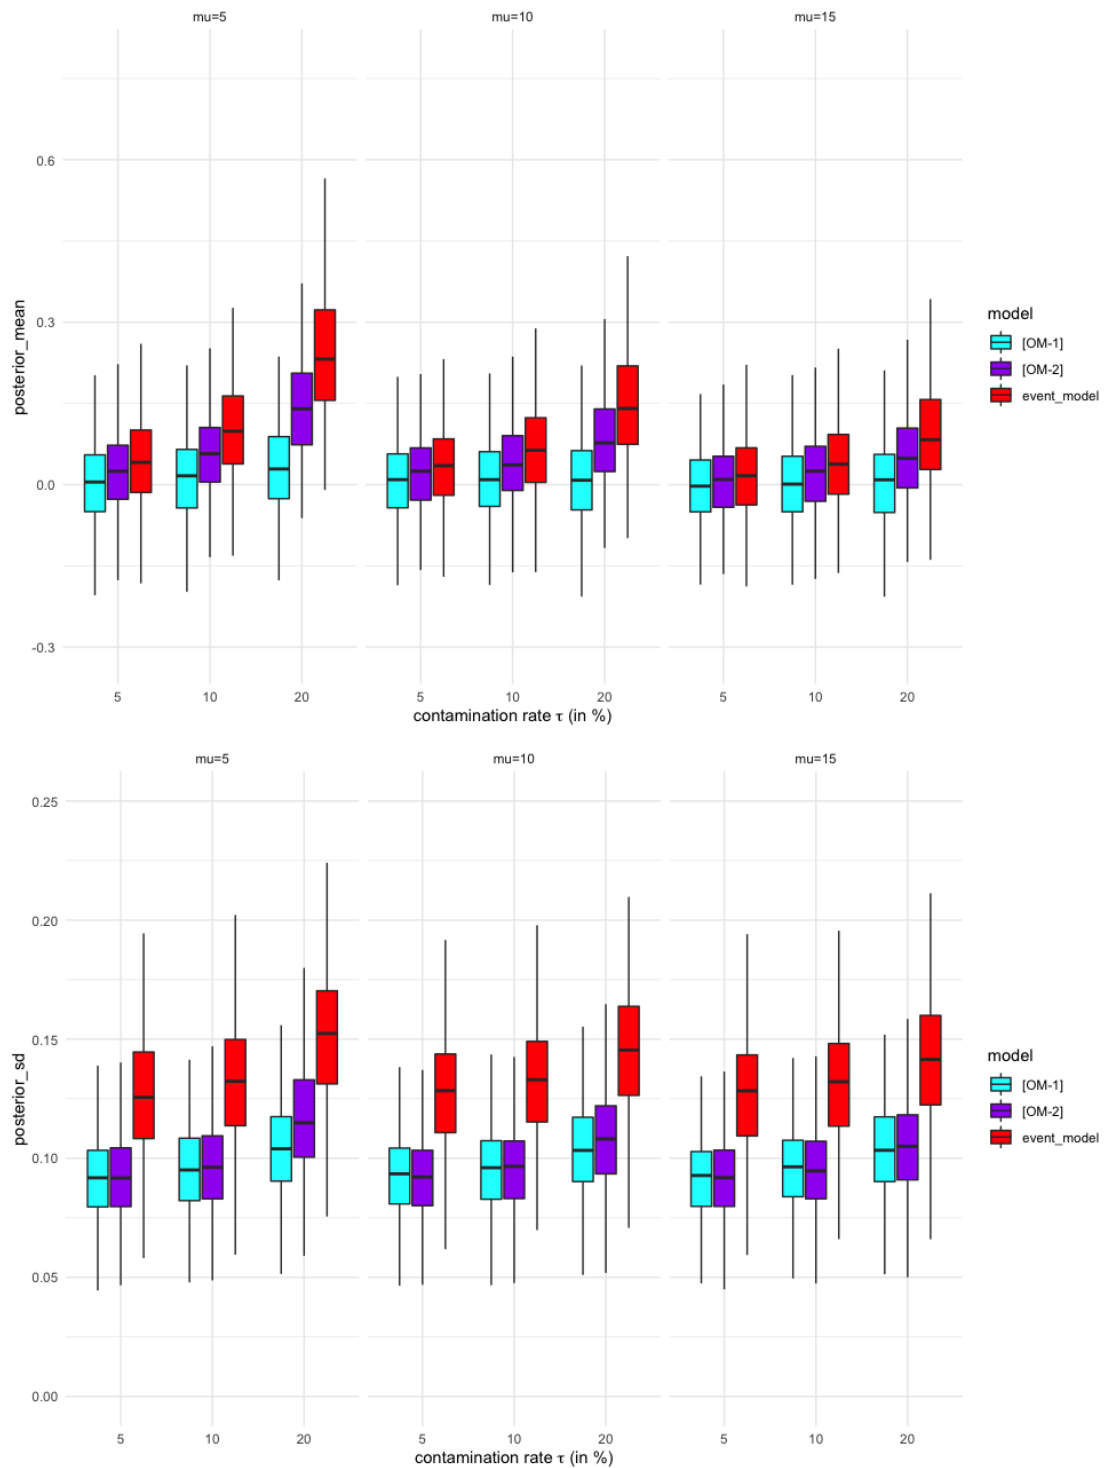 mu=5 mu=10 mu=15
0.6
0.3
0.0
-0.3
posterior_mean
5 10 20 5 10 20 5 10 20
contamination rate τ (in %)
model
[OM-1]
[OM-2]
event_model
mu=5 mu=10 mu=15
0.25
0.20
0.15
0.10
0.05
0.00
posterior_sd
5 10 20 5 10 20 5 10 20
contamination rate τ (in %)
model
[OM-1]
[OM-2]
event_model